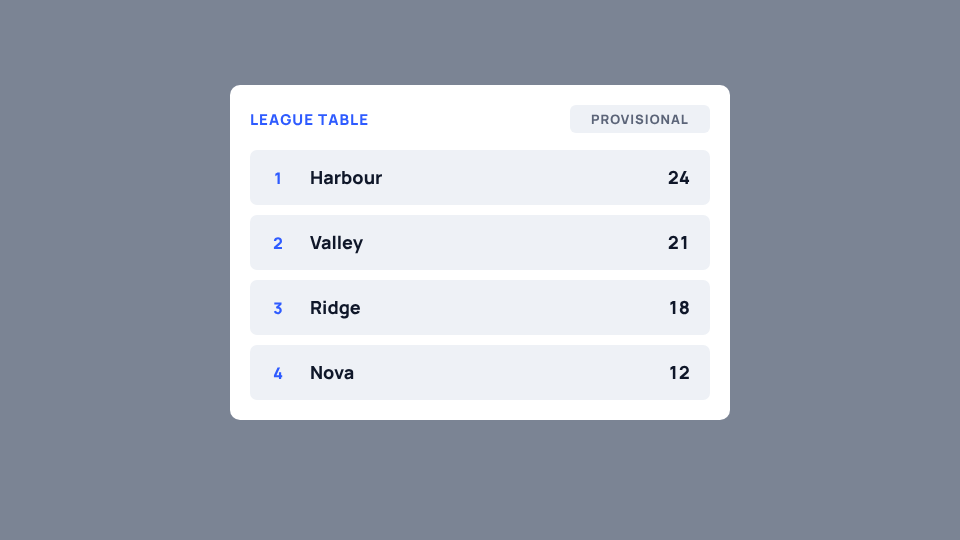 LEAGUE TABLE PROVISIONAL
1 Harbour 24
2 Valley 21
3 Ridge 18
4 Nova 12